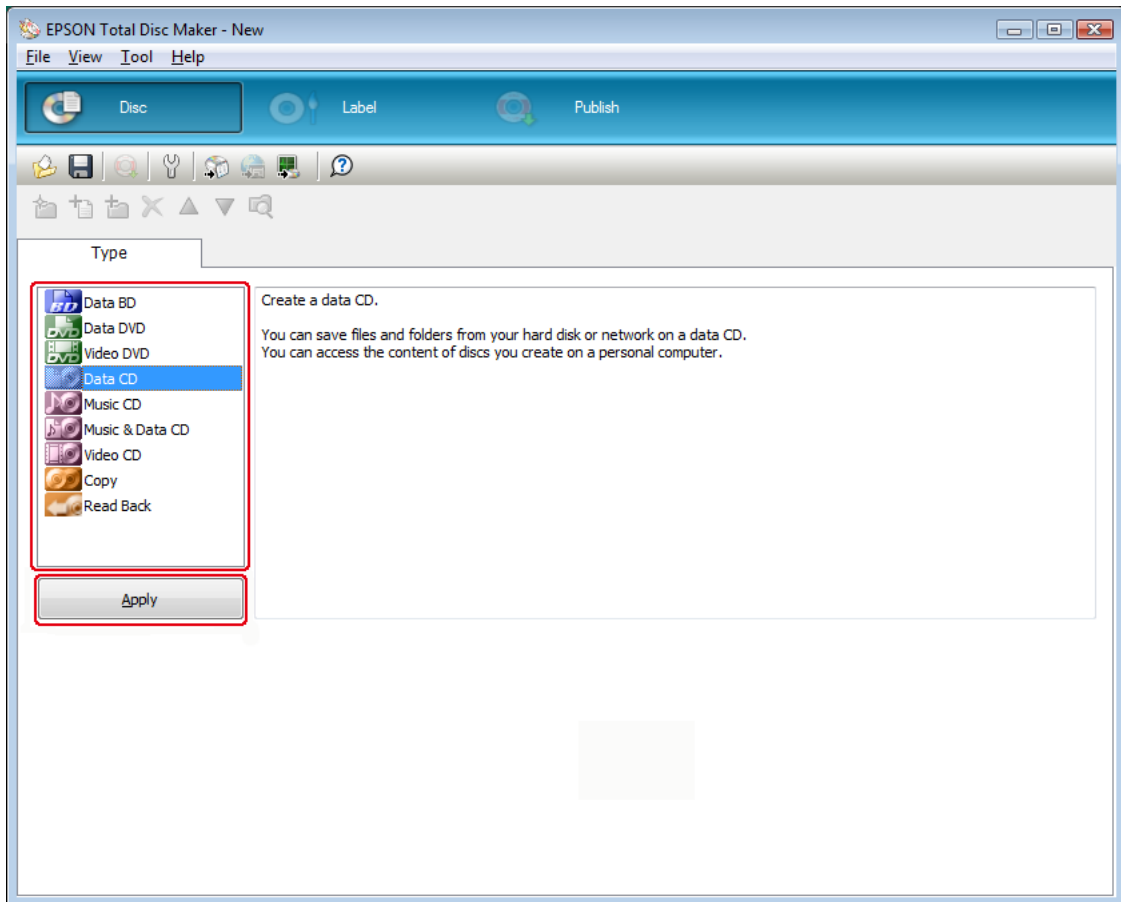 EPSON Total Disc Maker - New
File View Tool Help
Disc Label Publish
Type
BD Data BD
DVD Data DVD
DVD Video DVD
Data CD
Music CD
Music & Data CD
Video CD
Copy
Read Back
Apply
Create a data CD.
You can save files and folders from your hard disk or network on a data CD.
You can access the content of discs you create on a personal computer.